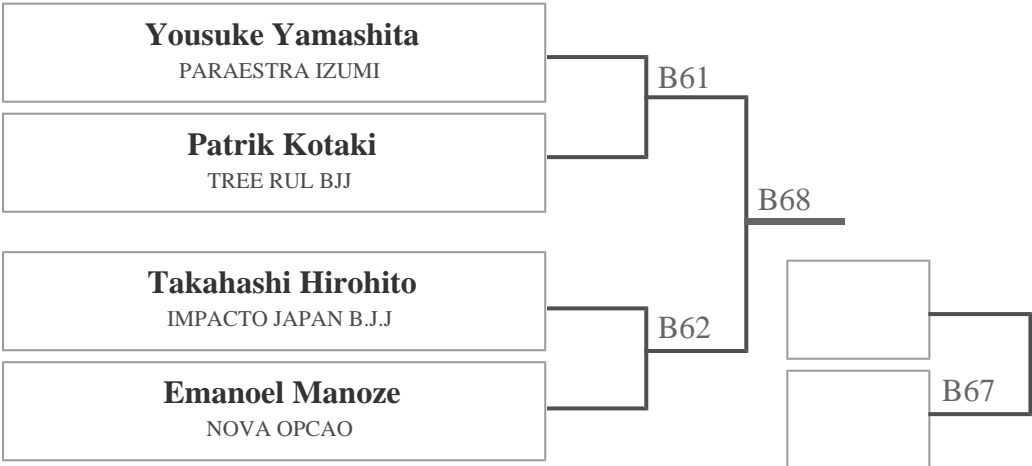 Yousuke Yamashita
PARAESTRA IZUMI
B61
Patrik Kotaki
TREE RUL BJJ
B68
Takahashi Hirohito
IMPACTO JAPAN B.J.J
B62
Emanoel Manoze
NOVA OPCAO
B67